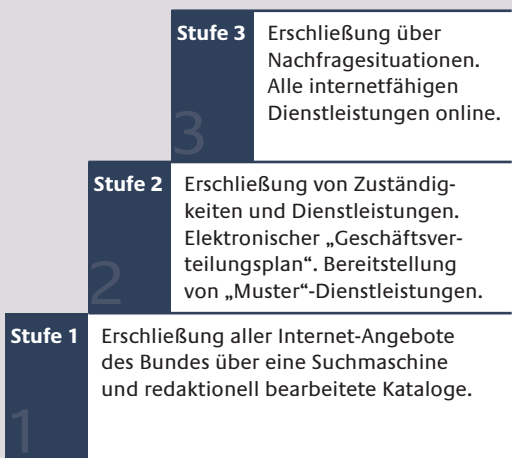 Stufe 3
Erschließung über
Nachfragesituationen.
Alle internetfähigen
Dienstleistungen online.
3
Stufe 2
Erschließung von Zuständig-
keiten und Dienstleistungen.
Elektronischer „Geschäftsver-
teilungsplan“. Bereitstellung
von „Muster“-Dienstleistungen.
2
Stufe 1
Erschließung aller Internet-Angebote
des Bundes über eine Suchmaschine
und redaktionell bearbeitete Kataloge.
1